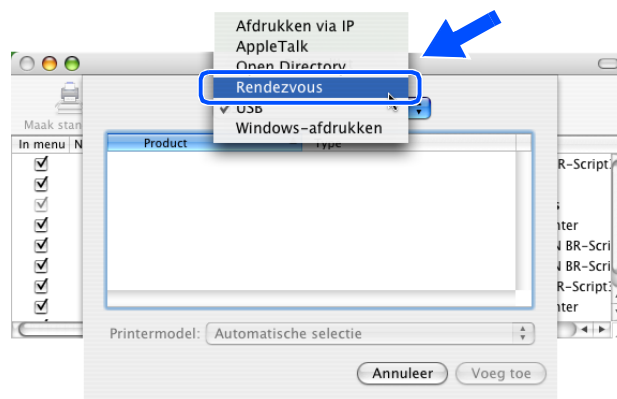 Afdrukken via IP
AppleTalk
Open Directory
Rendezvous
USB
Windows-afdrukken
Maak stan
In menu N
Product
Type
R-Script
nter
N BR-Scri
N BR-Scri
R-Script3
nter
Printermodel: Automatische selectie
Annuleer Voeg toe